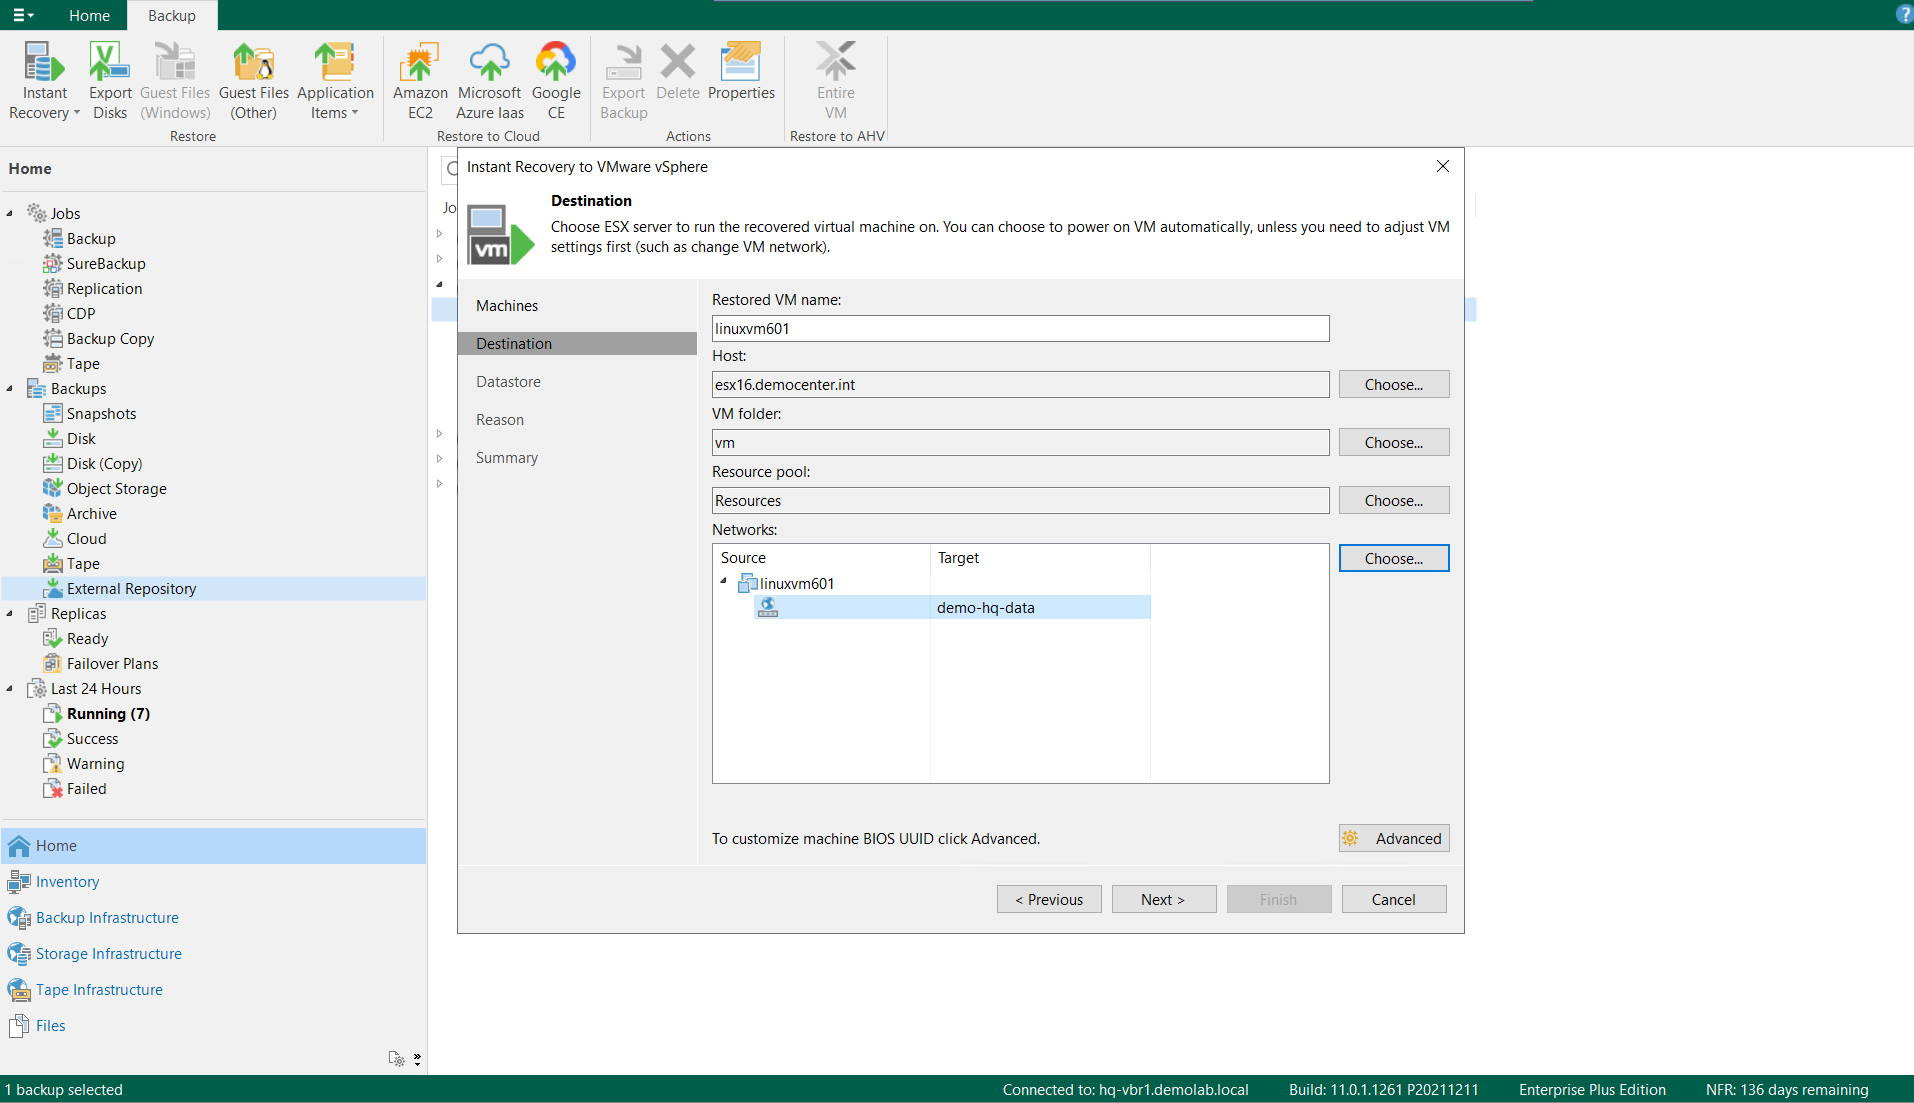 Home
Backup
?
Instant
Recovery
Export
Disks
Guest Files
(Windows)
Guest Files
(Other)
Application
Items
Restore
Amazon
EC2
Microsoft
Azure Iaas
Google
CE
Restore to Cloud
Export
Backup
Delete
Properties
Actions
Entire
VM
Restore to AHV
Home
Jobs
Backup
SureBackup
Replication
CDP
Backup Copy
Tape
Backups
Snapshots
Disk
Disk (Copy)
Object Storage
Archive
Cloud
Tape
External Repository
Replicas
Ready
Failover Plans
Last 24 Hours
Running (7)
Success
Warning
Failed
Home
Inventory
Backup Infrastructure
Storage Infrastructure
Tape Infrastructure
Files
Jo
Instant Recovery to VMware vSphere
vm
Destination
Choose ESX server to run the recovered virtual machine on. You can choose to power on VM automatically, unless you need to adjust VM
settings first (such as change VM network).
Machines
Destination
Datastore
Reason
Summary
Restored VM name:
linuxvm601
Host:
esx16.democenter.int
Choose...
VM folder:
vm
Choose...
Resource pool:
Resources
Choose...
Networks:
Source Target
Choose...
linuxvm601
demo-hq-data
To customize machine BIOS UUID click Advanced.
Advanced
< Previous
Next >
Finish
Cancel
1 backup selected
Connected to: hq-vbr1.demolab.local
Build: 11.0.1.1261 P20211211
Enterprise Plus Edition
NFR: 136 days remaining